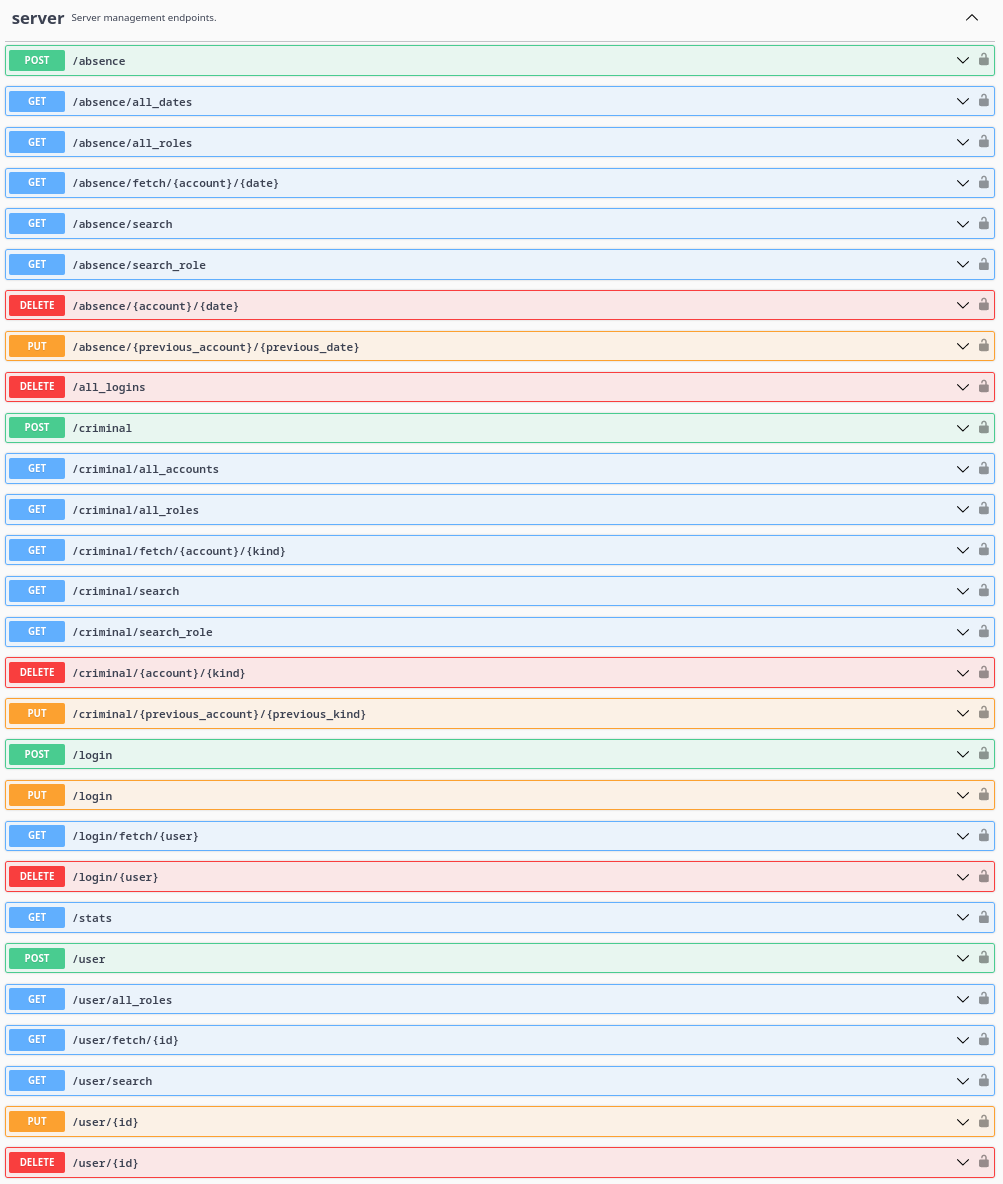 server Server management endpoints.
POST /absence
GET /absence/all_dates
GET /absence/all_roles
GET /absence/fetch/{account}/{date}
GET /absence/search
GET /absence/search_role
DELETE /absence/{account}/{date}
PUT /absence/{previous_account}/{previous_date}
DELETE /all_logins
POST /criminal
GET /criminal/all_accounts
GET /criminal/all_roles
GET /criminal/fetch/{account}/{kind}
GET /criminal/search
GET /criminal/search_role
DELETE /criminal/{account}/{kind}
PUT /criminal/{previous_account}/{previous_kind}
POST /login
PUT /login
GET /login/fetch/{user}
DELETE /login/{user}
GET /stats
POST /user
GET /user/all_roles
GET /user/fetch/{id}
GET /user/search
PUT /user/{id}
DELETE /user/{id}